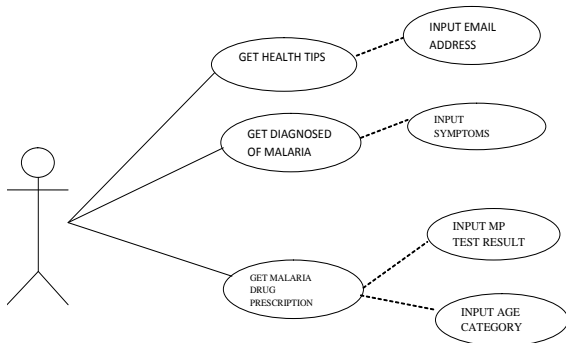 INPUT EMAIL
ADDRESS
GET HEALTH TIPS
INPUT
SYMPTOMS
GET DIAGNOSED
OF MALARIA
INPUT MP
TEST RESULT
GET MALARIA
DRUG
PRESCRIPTION
INPUT AGE
CATEGORY